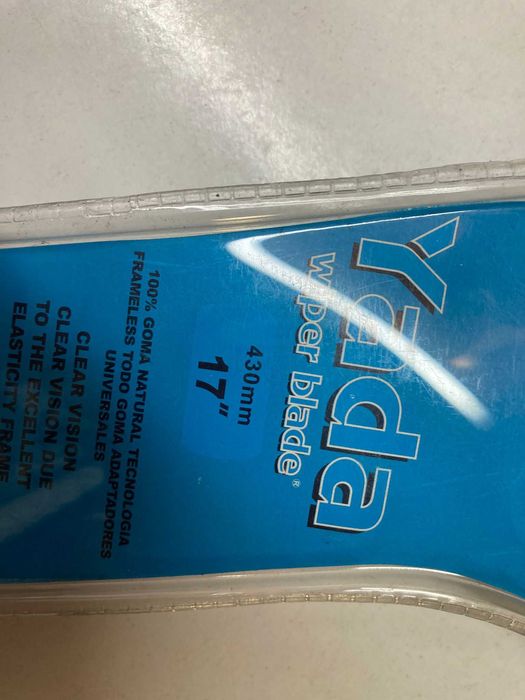 Yada
wiper blade®
430mm
17"
100% GOMA NATURAL TECNOLOGIA
FRAMELESS TODO GOMA ADAPTADORES
UNIVERSALES
CLEAR VISION
CLEAR VISION DUE
TO THE EXCELLENT
ELASTICITY FRAME